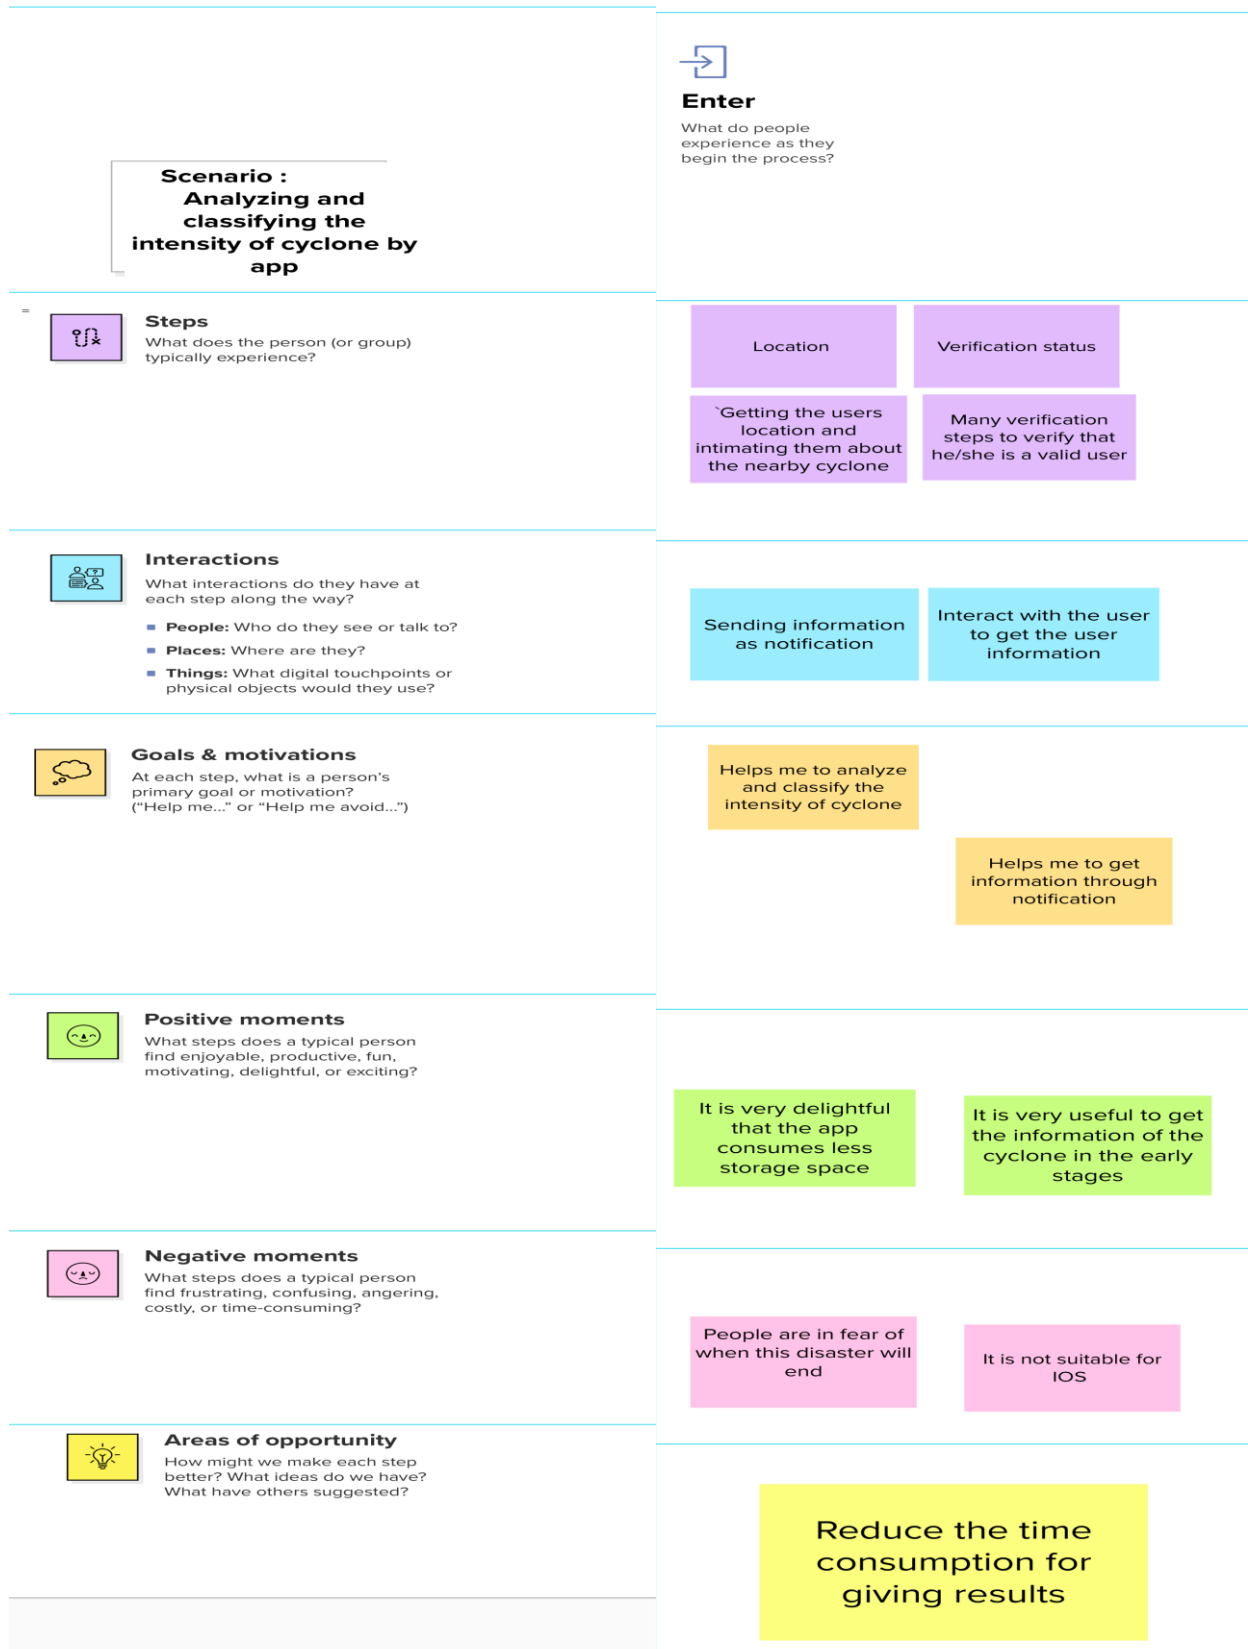 Scenario :
Analyzing and
classifying the
intensity of cyclone by
app
Enter
What do people
experience as they
begin the process?
=
Steps
What does the person (or group)
typically experience?
Location
Verification status
`Getting the users
location and
intimating them about
the nearby cyclone
Many verification
steps to verify that
he/she is a valid user
Interactions
What interactions do they have at
each step along the way?
People: Who do they see or talk to?
Places: Where are they?
Things: What digital touchpoints or
physical objects would they use?
Sending information
as notification
Interact with the user
to get the user
information
Goals & motivations
At each step, what is a person’s
primary goal or motivation?
(“Help me...” or “Help me avoid...”)
Helps me to analyze
and classify the
intensity of cyclone
Helps me to get
information through
notification
Positive moments
What steps does a typical person
find enjoyable, productive, fun,
motivating, delightful, or exciting?
It is very delightful
that the app
consumes less
storage space
It is very useful to get
the information of the
cyclone in the early
stages
Negative moments
What steps does a typical person
find frustrating, confusing, angering,
costly, or time-consuming?
People are in fear of
when this disaster will
end
It is not suitable for
IOS
Areas of opportunity
How might we make each step
better? What ideas do we have?
What have others suggested?
Reduce the time
consumption for
giving results